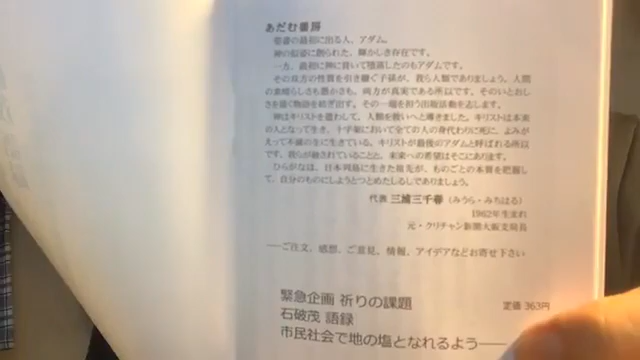 あだむ書房
聖書の最初に出る人、アダム。
神の似姿に創られた、輝かしき存在です。
一方、最初に神に背いて堕落したのもアダムです。
その双方の性質を引き継ぐ子孫が、我ら人類でありましょう。人間
の素晴らしさも愚かさも、両方が真実である所以です。そのいとおし
さを描く物語を紡ぎ出す。その一端を担う出版活動を志します。
神はキリストを遣わして、人類を救いへと導きました。キリストは本来
の人となって生き、十字架において全ての人の身代わりに死に、よみが
えって不滅の生に生きている。キリストが最後のアダムと呼ばれる所以
です。我らが赦されていることと、未来への希望はそこにあります。
ひらがなは、日本列島に生きた祖先が、ものごとの本質を把握し
て、自分のものにしようとつとめたしるしでありましょう。
代表 三浦三千春（みうら・みちはる）
1962年生まれ
元・クリスチャン新聞大阪支局長
――ご注文、感想、ご意見、情報、アイデアなどお寄せ下さい
緊急企画 祈りの課題
定価 363円
石破茂 語録
市民社会で地の塩となれるよう――